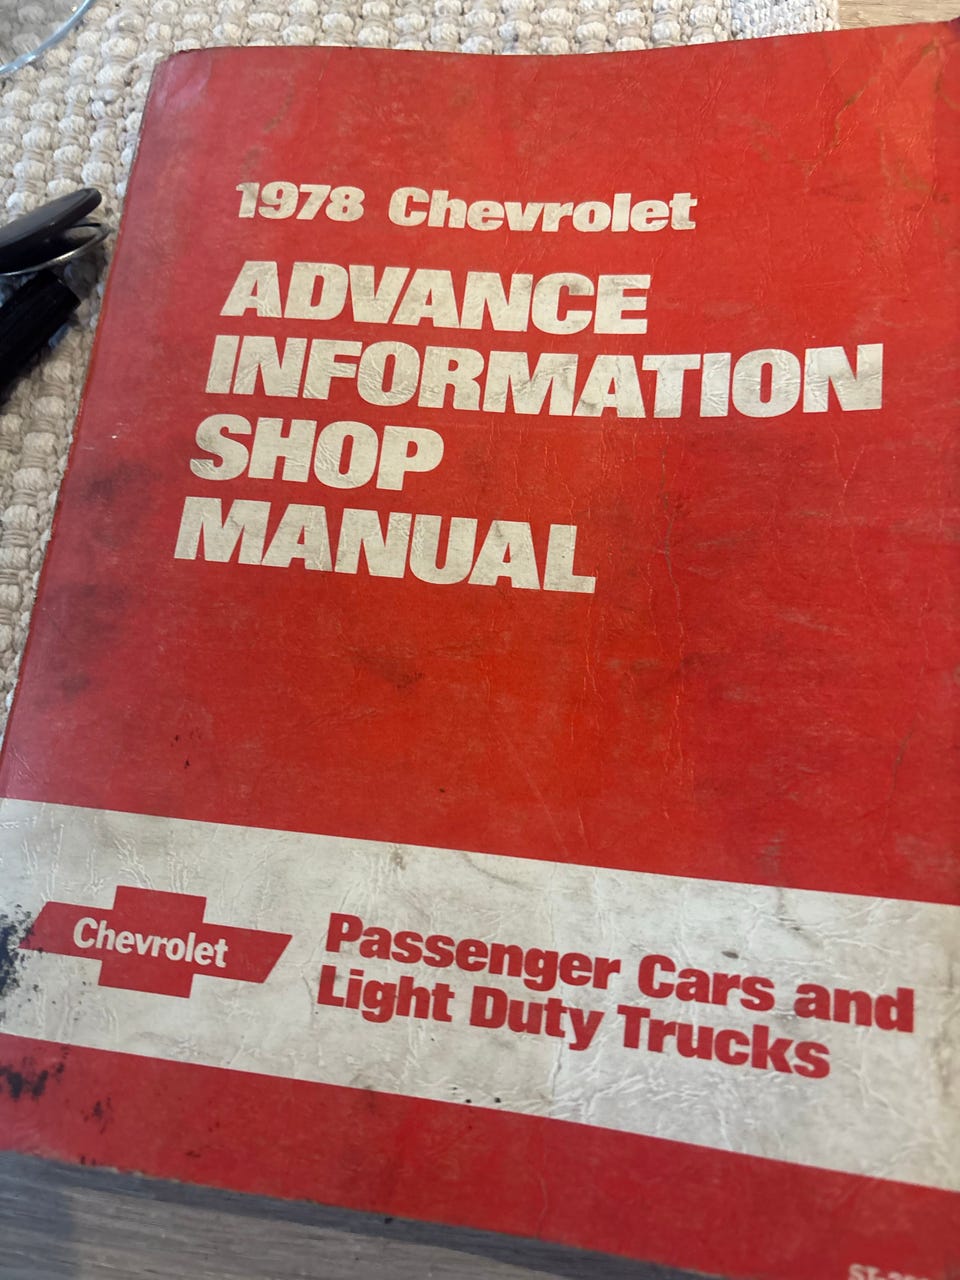 1978 Chevrolet
ADVANCE
INFORMATION
SHOP
MANUAL
Chevrolet
Passenger Cars and
Light Duty Trucks